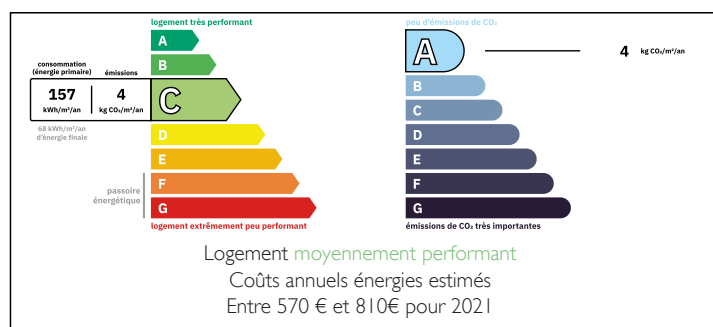 logement très performant
A
B
consommation
(énergie primaire)
émissions
157
kWh/m²/an
4
kg CO₂/m²/an
C
68 kWh/m²/an
d'énergie finale
D
E
passoire
énergétique
F
G
logement extrêmement peu performant
peu d'émissions de CO₂
A
4 kg CO₂/m²/an
B
C
D
E
F
G
émissions de CO₂ très importantes
Logement moyennement performant
Coûts annuels énergies estimés
Entre 570 € et 810€ pour 2021